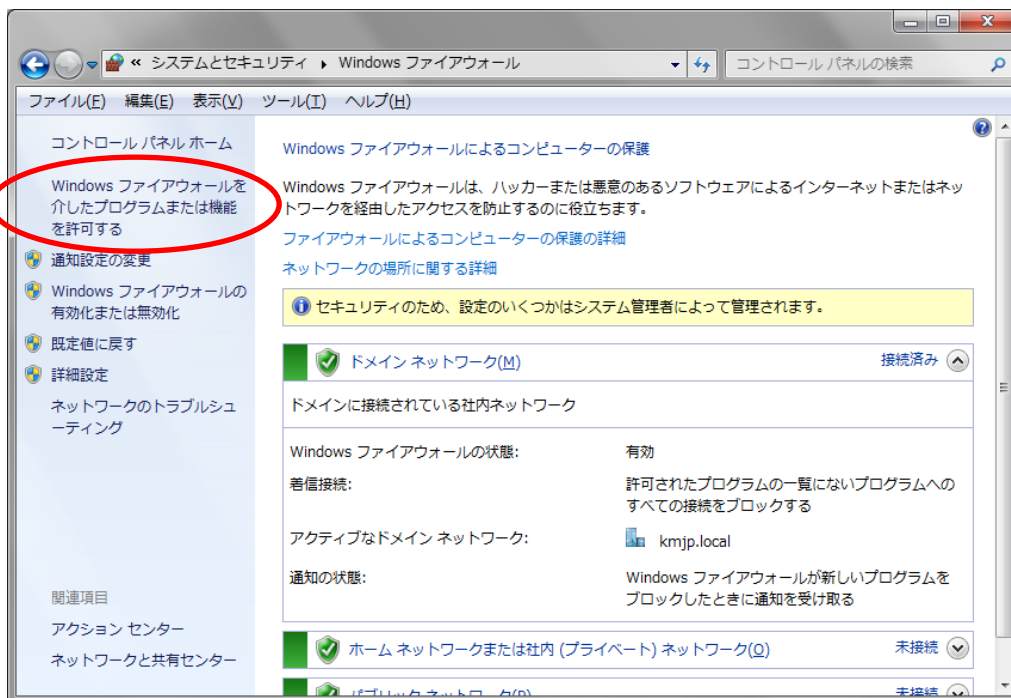 « システムとセキュリティ ▸ Windows ファイアウォール
コントロール パネルの検索
ファイル(F) 編集(E) 表示(V) ツール(T) ヘルプ(H)
コントロール パネル ホーム
Windows ファイアウォールを
介したプログラムまたは機能
を許可する
通知設定の変更
Windows ファイアウォールの
有効化または無効化
既定値に戻す
詳細設定
ネットワークのトラブルシュ
ーティング
関連項目
アクション センター
ネットワークと共有センター
Windows ファイアウォールによるコンピューターの保護
Windows ファイアウォールは、ハッカーまたは悪意のあるソフトウェアによるインターネットまたはネッ
トワークを経由したアクセスを防止するのに役立ちます。
ファイアウォールによるコンピューターの保護の詳細
ネットワークの場所に関する詳細
セキュリティのため、設定のいくつかはシステム管理者によって管理されます。
ドメイン ネットワーク(M) 接続済み
ドメインに接続されている社内ネットワーク
Windows ファイアウォールの状態: 有効
着信接続: 許可されたプログラムの一覧にないプログラムへの
すべての接続をブロックする
アクティブなドメイン ネットワーク: kmjp.local
通知の状態: Windows ファイアウォールが新しいプログラムを
ブロックしたときに通知を受け取る
ホーム ネットワークまたは社内 (プライベート) ネットワーク(O) 未接続
パブリック ネットワーク(P) 未接続